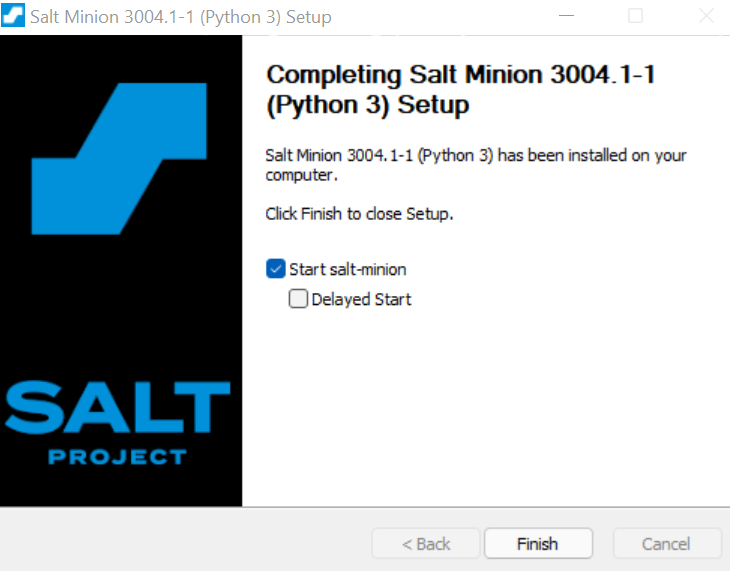 Salt Minion 3004.1-1 (Python 3) Setup
Completing Salt Minion 3004.1-1
(Python 3) Setup
Salt Minion 3004.1-1 (Python 3) has been installed on your
computer.
Click Finish to close Setup.
Start salt-minion
Delayed Start
SALT
PROJECT
< Back
Finish
Cancel